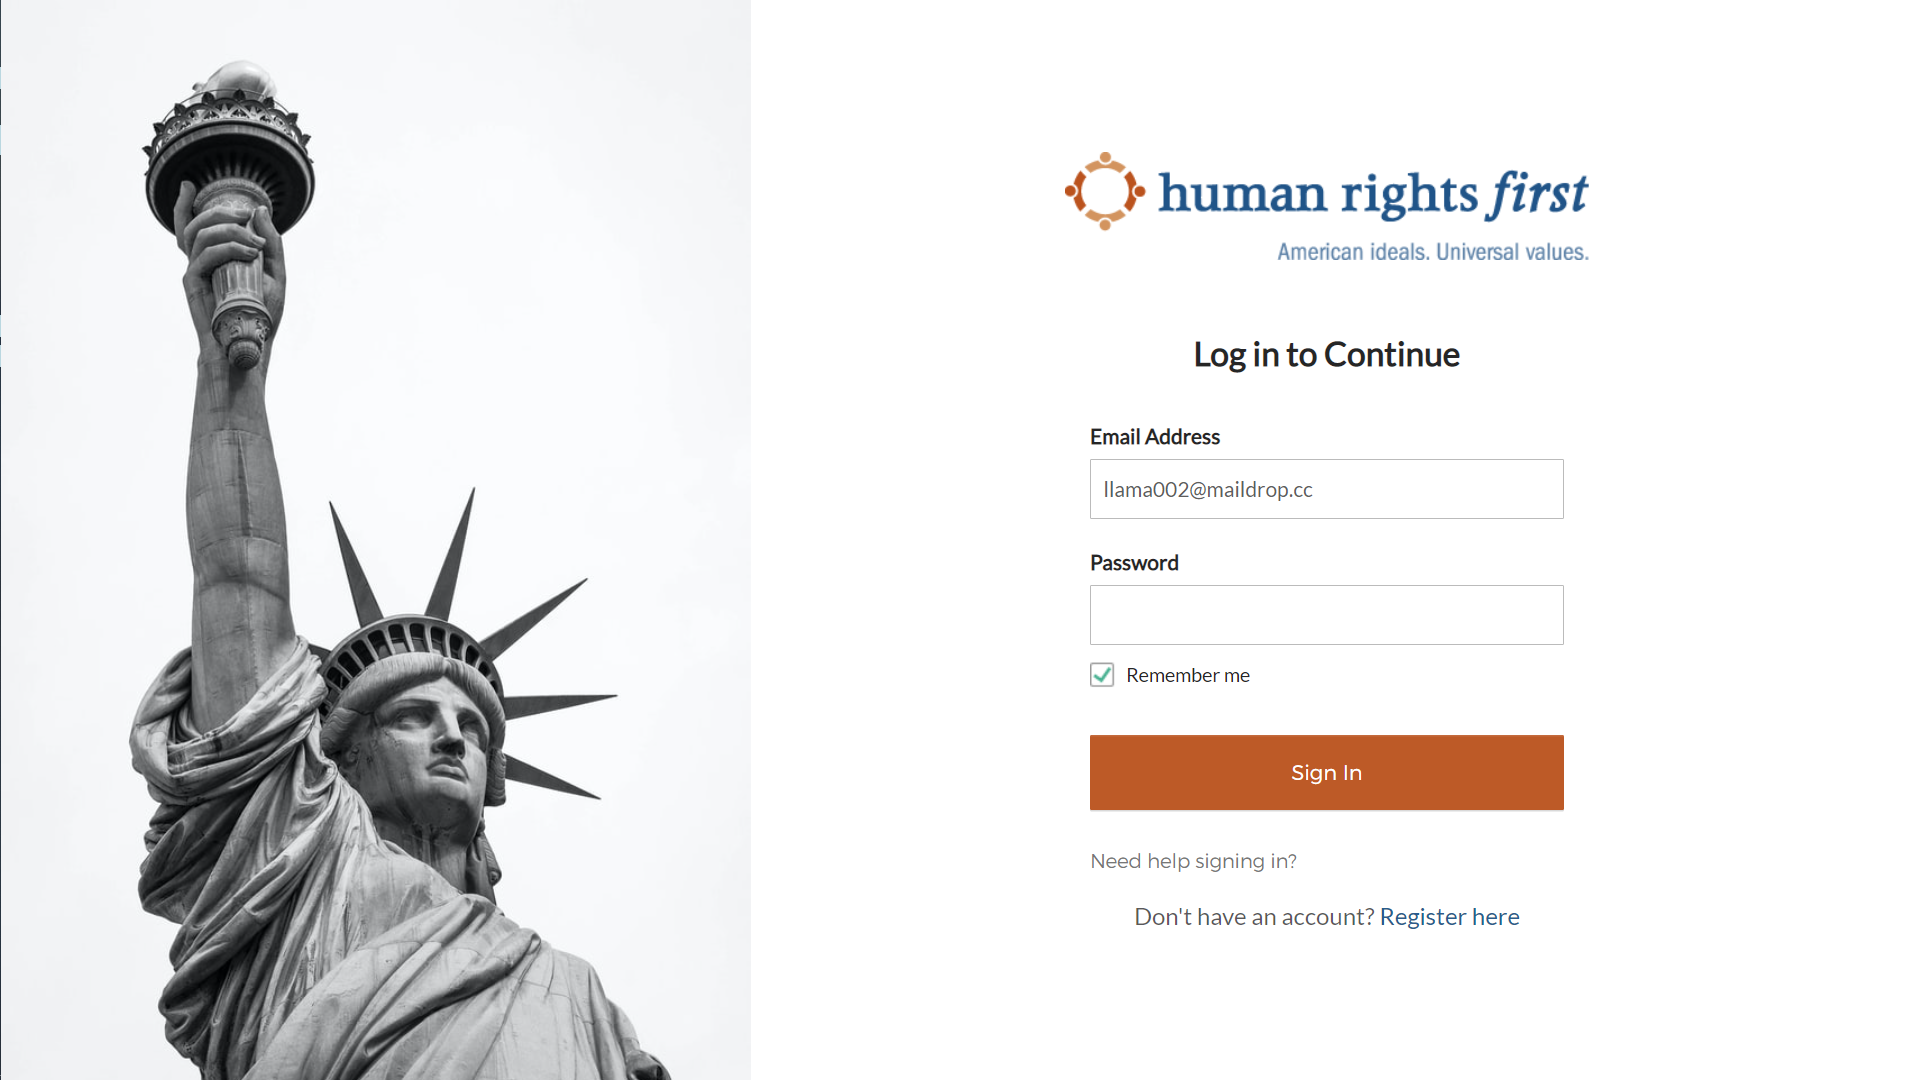 human rights first
American ideals. Universal values.
Log in to Continue
Email Address
llama002@maildrop.cc
Password
Remember me
Sign In
Need help signing in?
Don't have an account? Register here